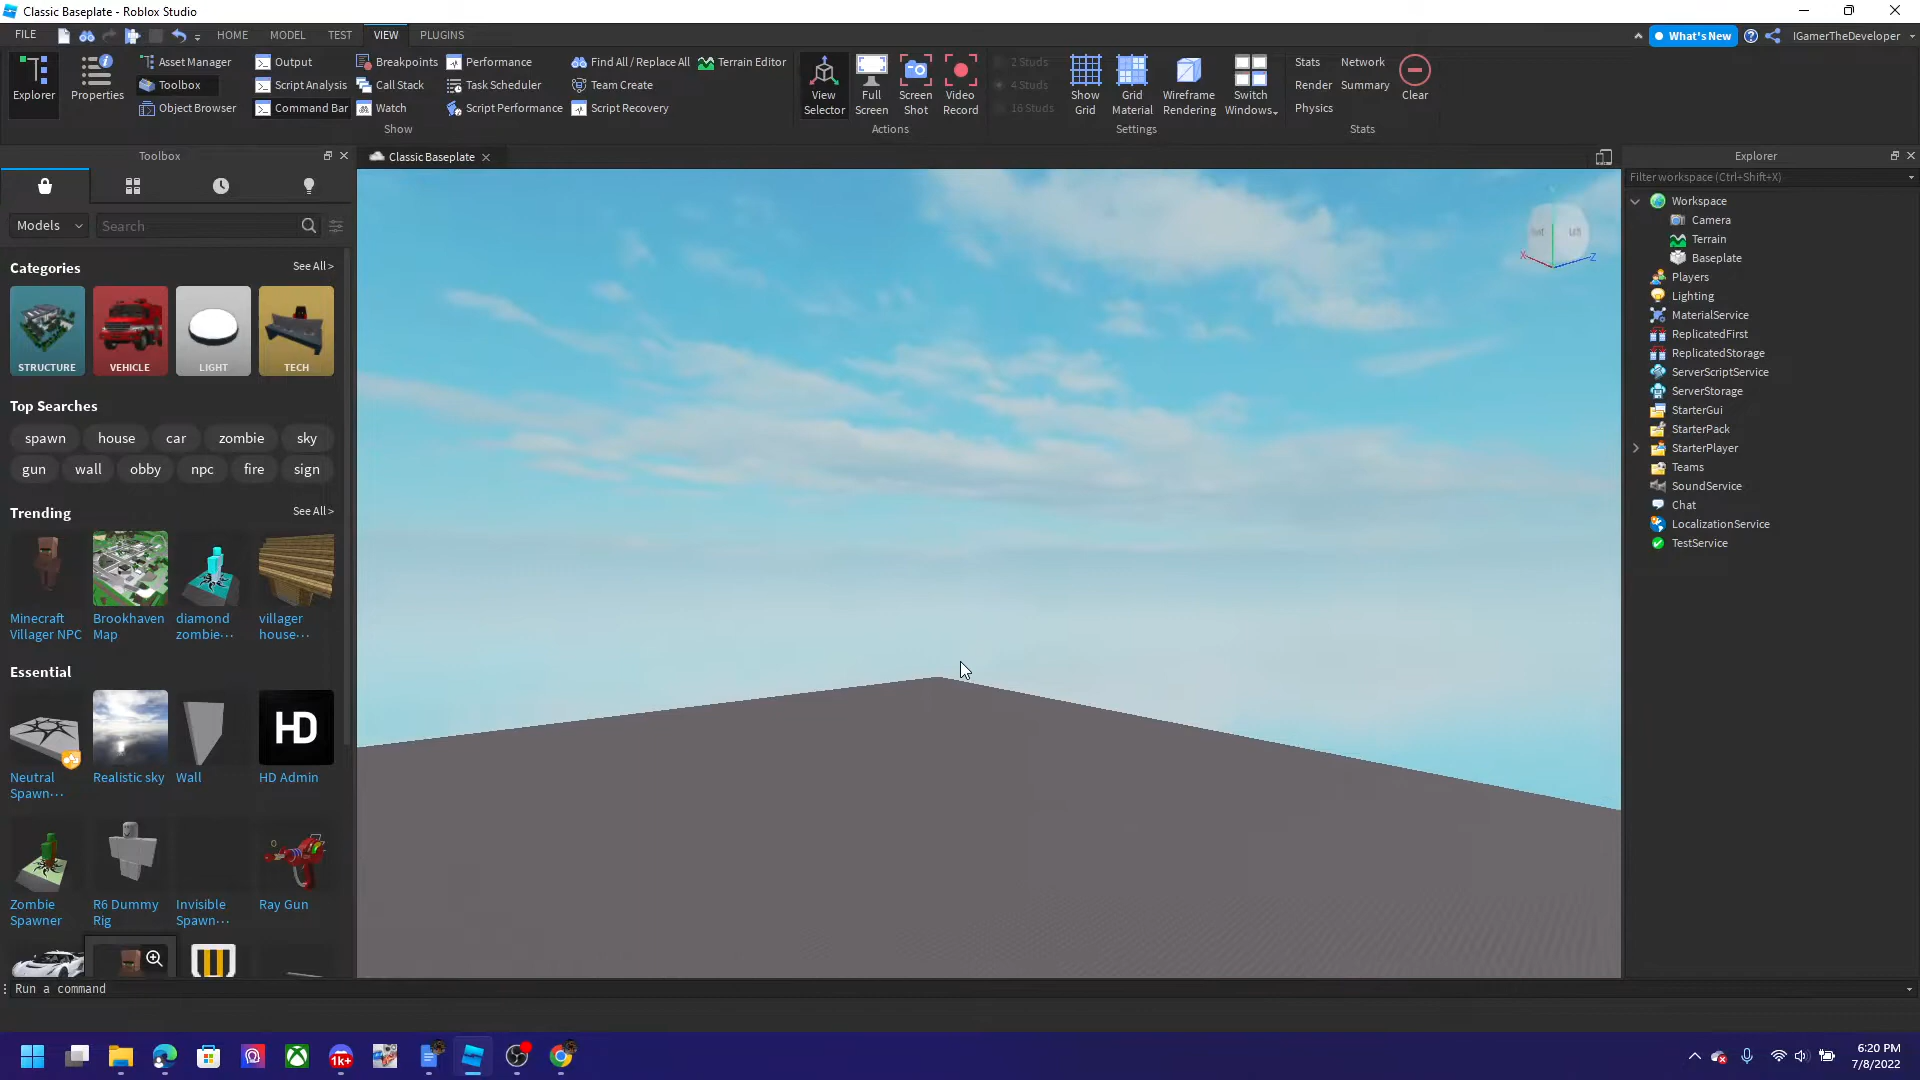 Classic Baseplate - Roblox Studio
FILE
HOME
MODEL
TEST
VIEW
PLUGINS
What's New
IGamerTheDeveloper
Explorer
Properties
Asset Manager
Toolbox
Object Browser
Output
Script Analysis
Command Bar
Breakpoints
Call Stack
Watch
Performance
Task Scheduler
Script Performance
Find All / Replace All
Team Create
Script Recovery
Terrain Editor
Show
View
Selector
Full
Screen
Screen
Shot
Video
Record
Actions
2 Studs
4 Studs
16 Studs
Show
Grid
Grid
Material
Wireframe
Rendering
Switch
Windows
Settings
Stats
Render
Physics
Network
Summary
Clear
Stats
Toolbox
Classic Baseplate
Explorer
Models
Search
Categories
See All >
STRUCTURE
VEHICLE
LIGHT
TECH
Top Searches
spawn
house
car
zombie
sky
gun
wall
obby
npc
fire
sign
Trending
See All >
Minecraft
Villager NPC
Brookhaven
Map
diamond
zombie...
villager
house...
Essential
HD
Neutral
Spawn...
Realistic sky
Wall
HD Admin
Zombie
Spawner
R6 Dummy
Rig
Invisible
Spawn...
Ray Gun
Left
X
Z
Filter workspace (Ctrl+Shift+X)
Workspace
Camera
Terrain
Baseplate
Players
Lighting
MaterialService
ReplicatedFirst
ReplicatedStorage
ServerScriptService
ServerStorage
StarterGui
StarterPack
StarterPlayer
Teams
SoundService
Chat
LocalizationService
TestService
Run a command
1k+
6:20 PM
7/8/2022